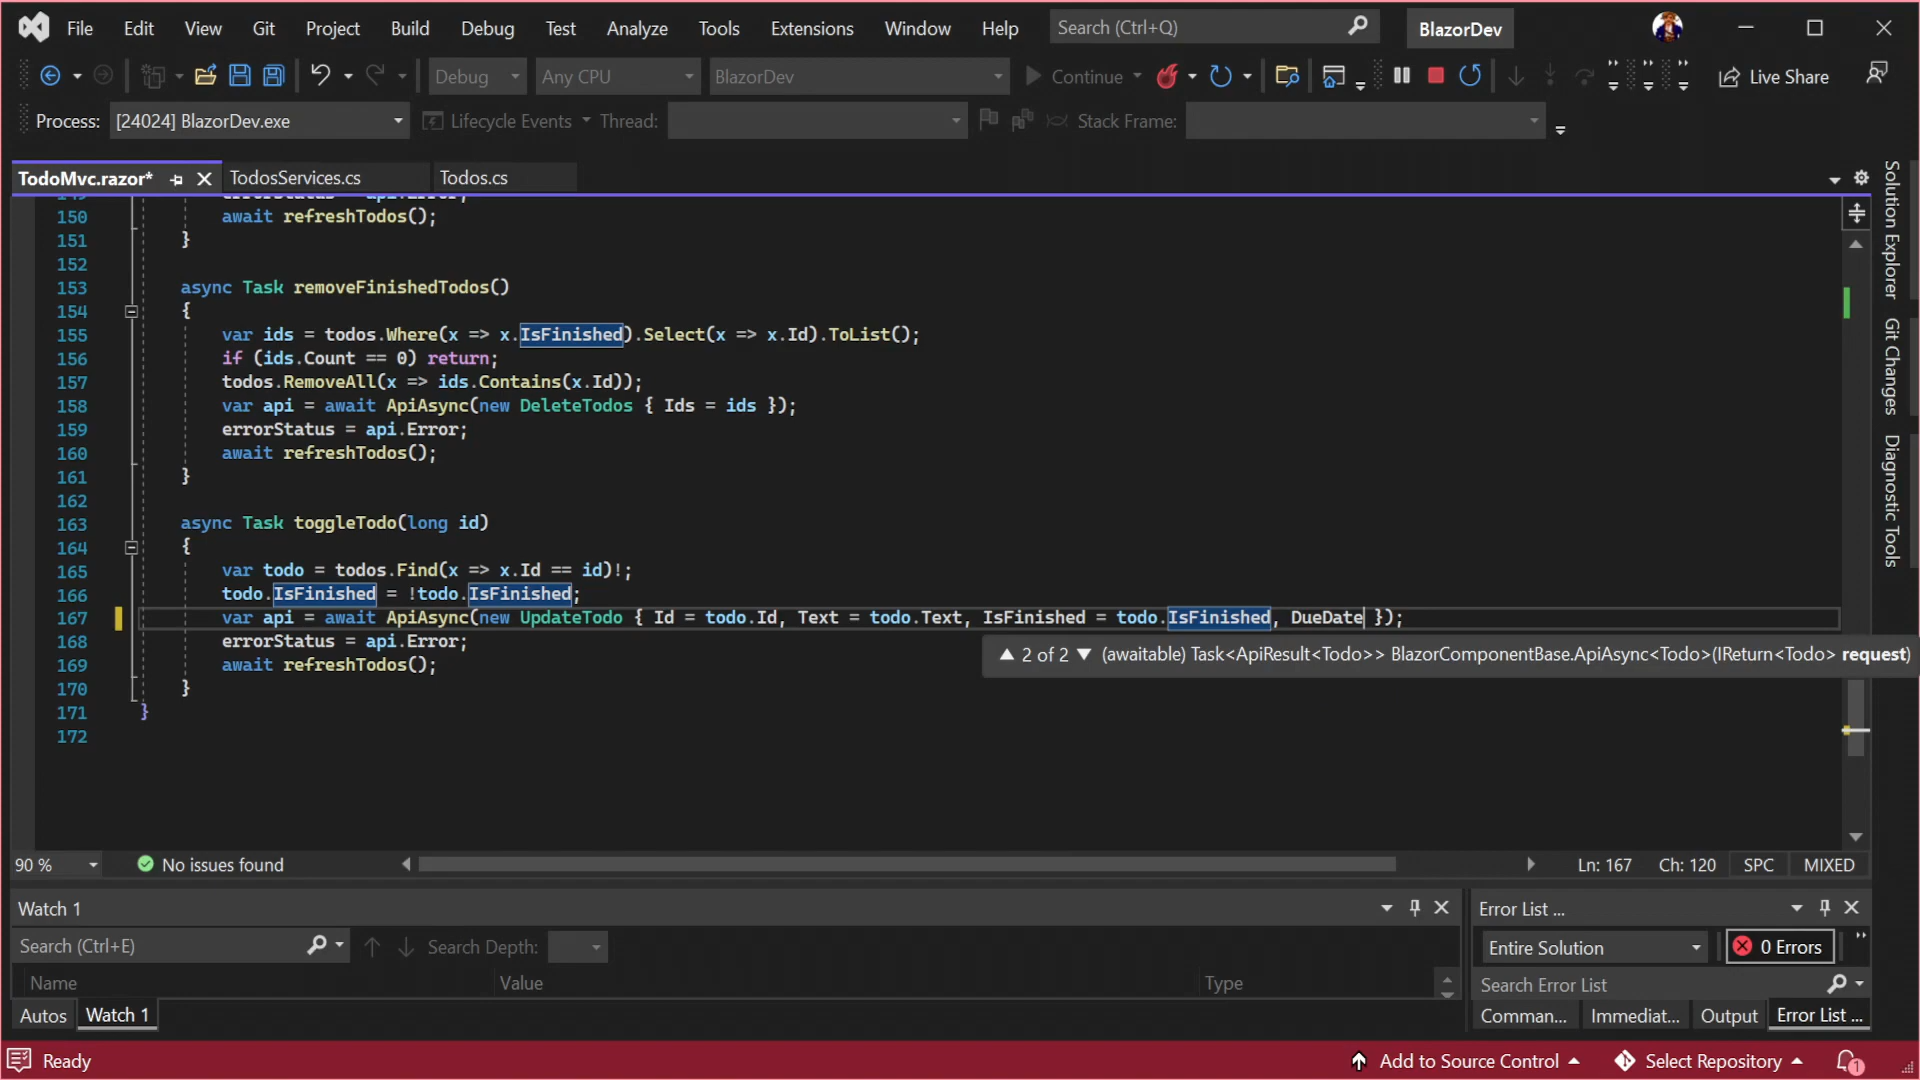 File Edit View Git Project Build Debug Test Analyze Tools Extensions Window Help Search (Ctrl+Q) BlazorDev
Debug Any CPU BlazorDev Continue Live Share
Process: [24024] BlazorDev.exe Lifecycle Events Thread: Stack Frame:
TodoMvc.razor* TodosServices.cs Todos.cs
150 await refreshTodos();
151 }
152
153 async Task removeFinishedTodos()
154 {
155 var ids = todos.Where(x => x.IsFinished).Select(x => x.Id).ToList();
156 if (ids.Count == 0) return;
157 todos.RemoveAll(x => ids.Contains(x.Id));
158 var api = await ApiAsync(new DeleteTodos { Ids = ids });
159 errorStatus = api.Error;
160 await refreshTodos();
161 }
162
163 async Task toggleTodo(long id)
164 {
165 var todo = todos.Find(x => x.Id == id)!;
166 todo.IsFinished = !todo.IsFinished;
167 var api = await ApiAsync(new UpdateTodo { Id = todo.Id, Text = todo.Text, IsFinished = todo.IsFinished, DueDate });
168 errorStatus = api.Error;
2 of 2 (awaitable) Task<ApiResult<Todo>> BlazorComponentBase.ApiAsync<Todo>(IReturn<Todo> request)
169 await refreshTodos();
170 }
171 }
172
Solution Explorer
Git Changes
Diagnostic Tools
90 % No issues found Ln: 167 Ch: 120 SPC MIXED
Watch 1
Search (Ctrl+E) Search Depth:
Name Value Type
Autos Watch 1
Error List ...
Entire Solution 0 Errors
Search Error List
Comman... Immediat... Output Error List ...
Ready Add to Source Control Select Repository 1